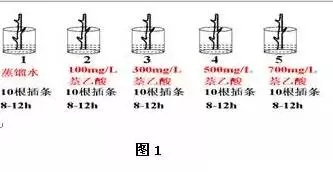 1 2 3 4 5
蒸馏水 100mg/L 300mg/L 500mg/L 700mg/L
萘乙酸 萘乙酸 萘乙酸 萘乙酸
10根插条 10根插条 10根插条 10根插条 10根插条
8-12h 8-12h 8-12h 8-12h 8-12h
图1